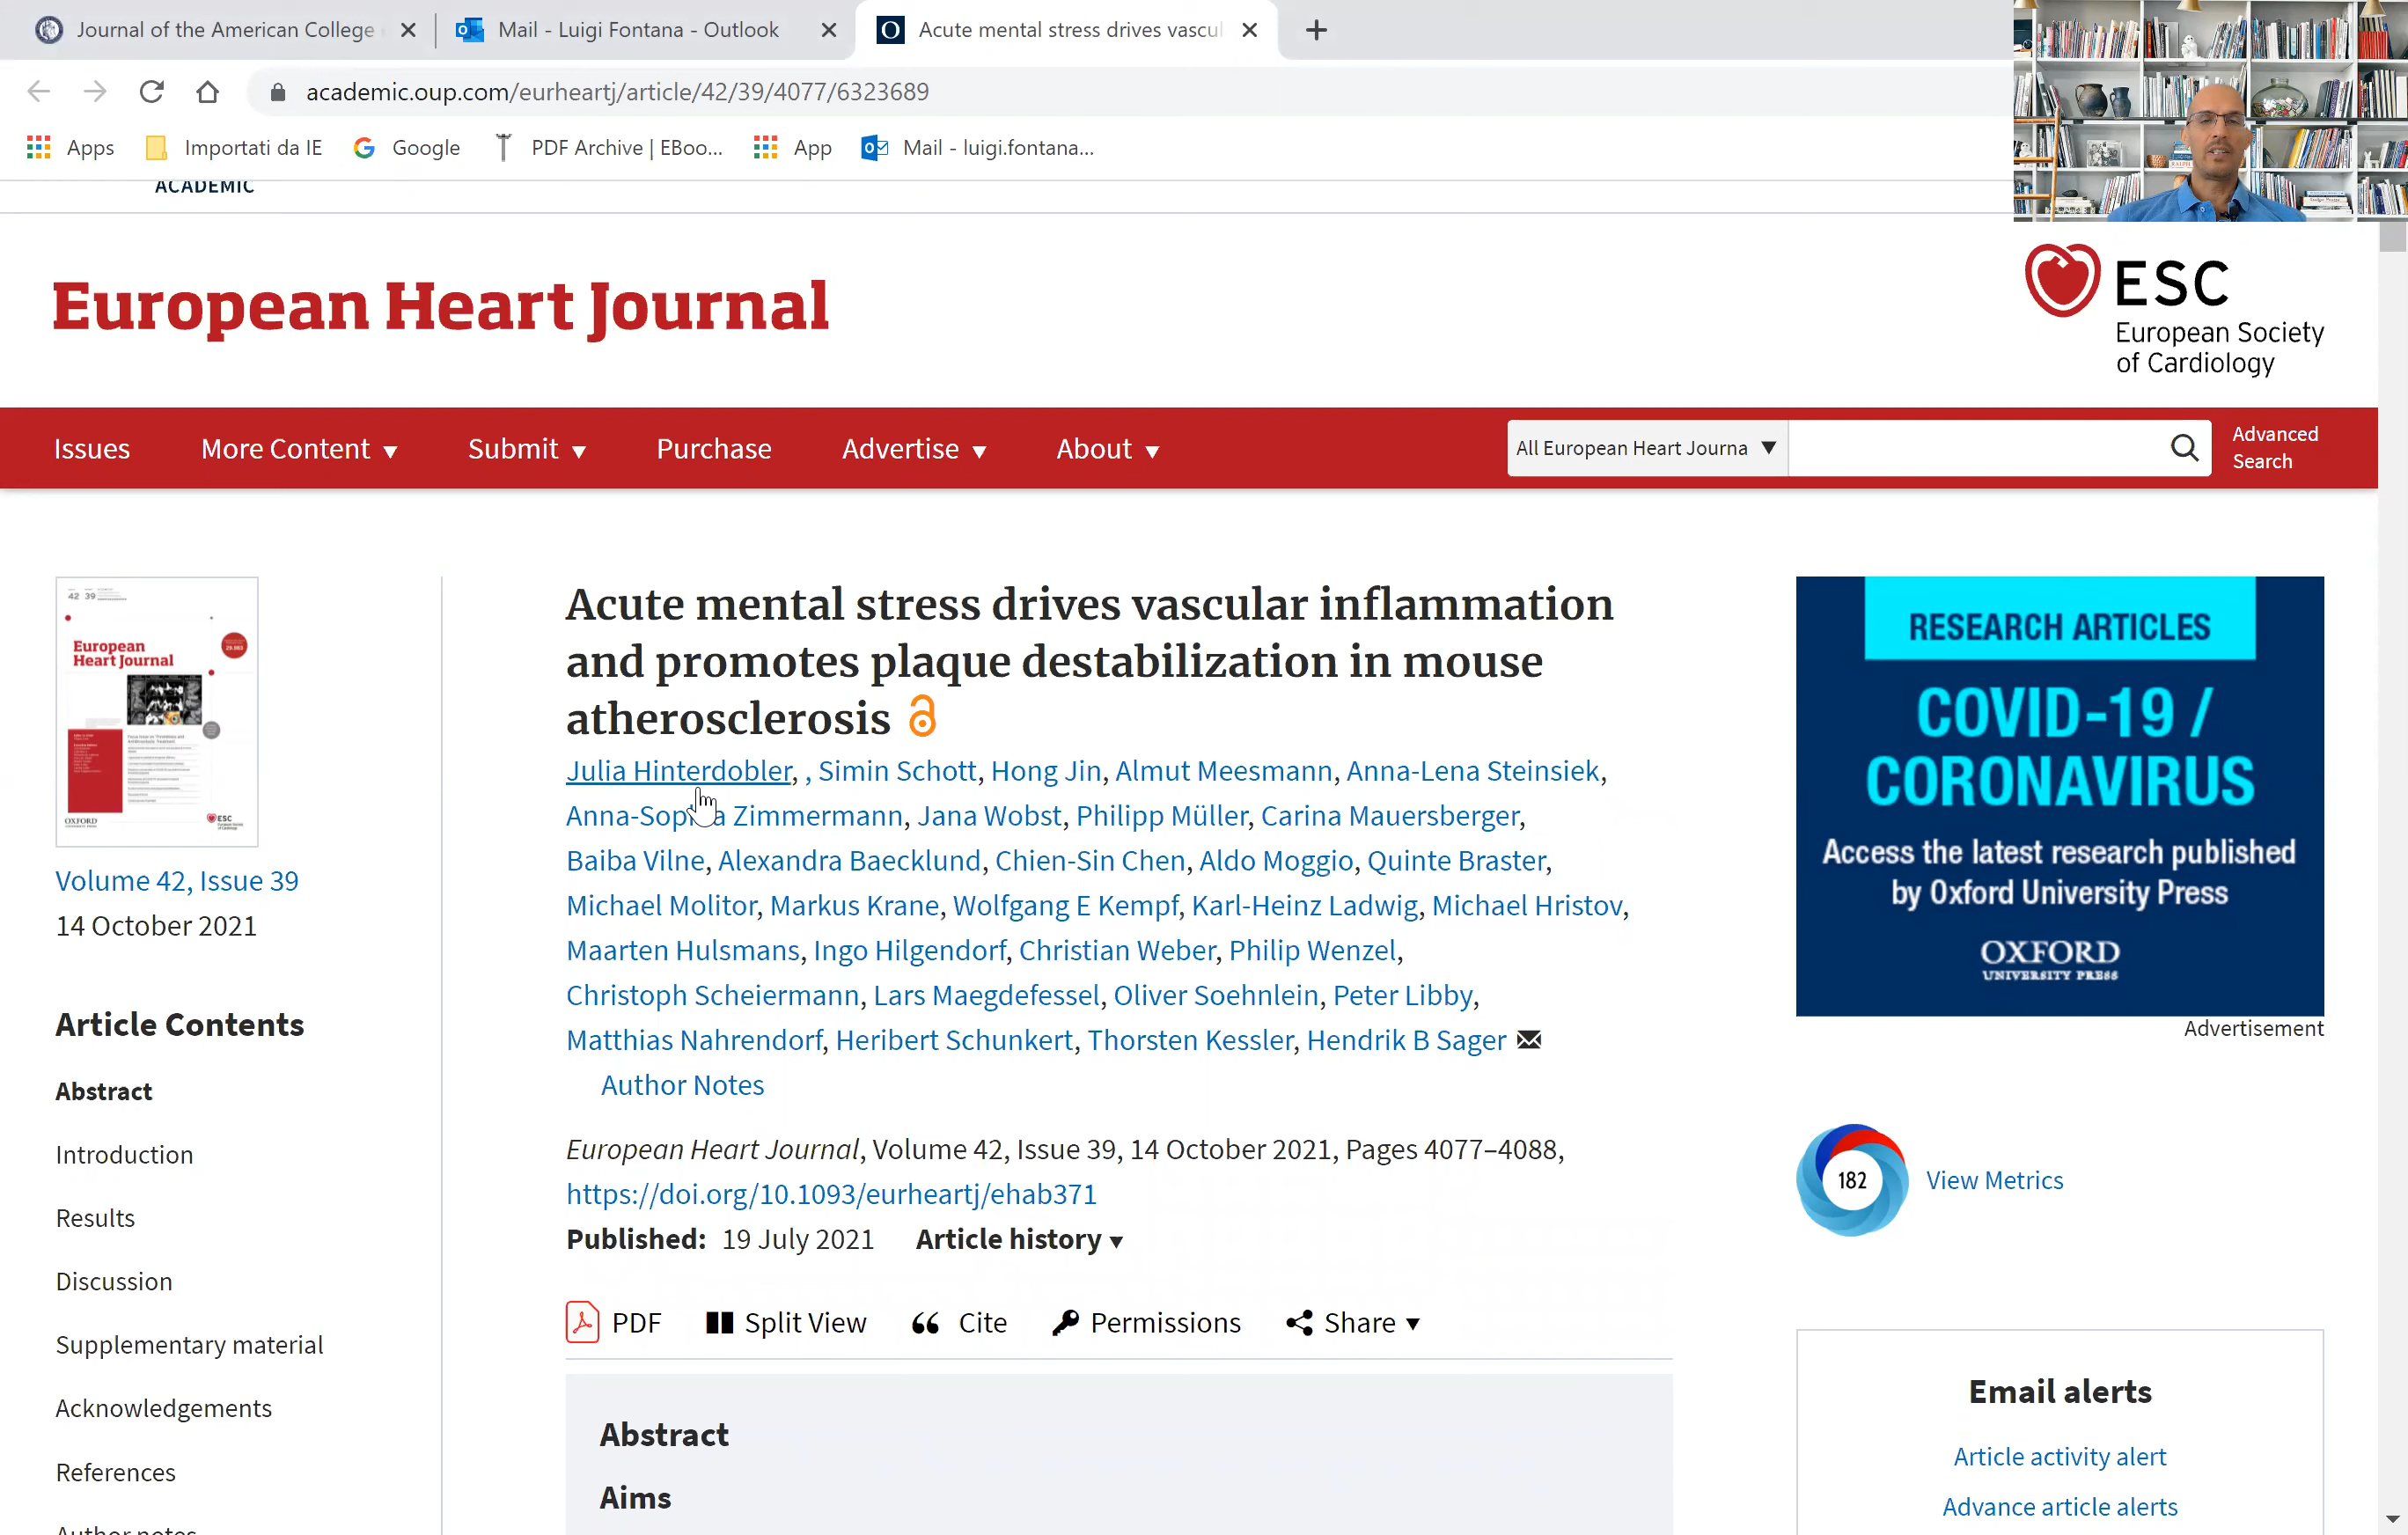 Journal of the American College
Mail - Luigi Fontana - Outlook
Acute mental stress drives vascul
academic.oup.com/eurheartj/article/42/39/4077/6323689
Apps
Importati da IE
Google
PDF Archive | EBoo...
App
Mail - luigi.fontana...
ACADEMIC
European Heart Journal
ESC
European Society
of Cardiology
Issues
More Content
Submit
Purchase
Advertise
About
All European Heart Journa
Advanced
Search
42 39
European
Heart Journal
OXFORD
ESC
Volume 42, Issue 39
14 October 2021
Article Contents
Abstract
Introduction
Results
Discussion
Supplementary material
Acknowledgements
References
Author notes
Acute mental stress drives vascular inflammation
and promotes plaque destabilization in mouse
atherosclerosis
Julia Hinterdobler, , Simin Schott, Hong Jin, Almut Meesmann, Anna-Lena Steinsiek,
Zimmermann, Jana Wobst, Philipp Müller, Carina Mauersberger,
Baiba Vilne, Alexandra Baecklund, Chien-Sin Chen, Aldo Moggio, Quinte Braster,
Michael Molitor, Markus Krane, Wolfgang E Kempf, Karl-Heinz Ladwig, Michael Hristov,
Maarten Hulsmans, Ingo Hilgendorf, Christian Weber, Philip Wenzel,
Christoph Scheiermann, Lars Maegdefessel, Oliver Soehnlein, Peter Libby,
Matthias Nahrendorf, Heribert Schunkert, Thorsten Kessler, Hendrik B Sager
Author Notes
European Heart Journal, Volume 42, Issue 39, 14 October 2021, Pages 4077–4088,
https://doi.org/10.1093/eurheartj/ehab371
Published: 19 July 2021 Article history
PDF
Split View
Cite
Permissions
Share
Abstract
Aims
RESEARCH ARTICLES
COVID-19 /
CORONAVIRUS
Access the latest research published
by Oxford University Press
OXFORD
UNIVERSITY PRESS
Advertisement
182
View Metrics
Email alerts
Article activity alert
Advance article alerts